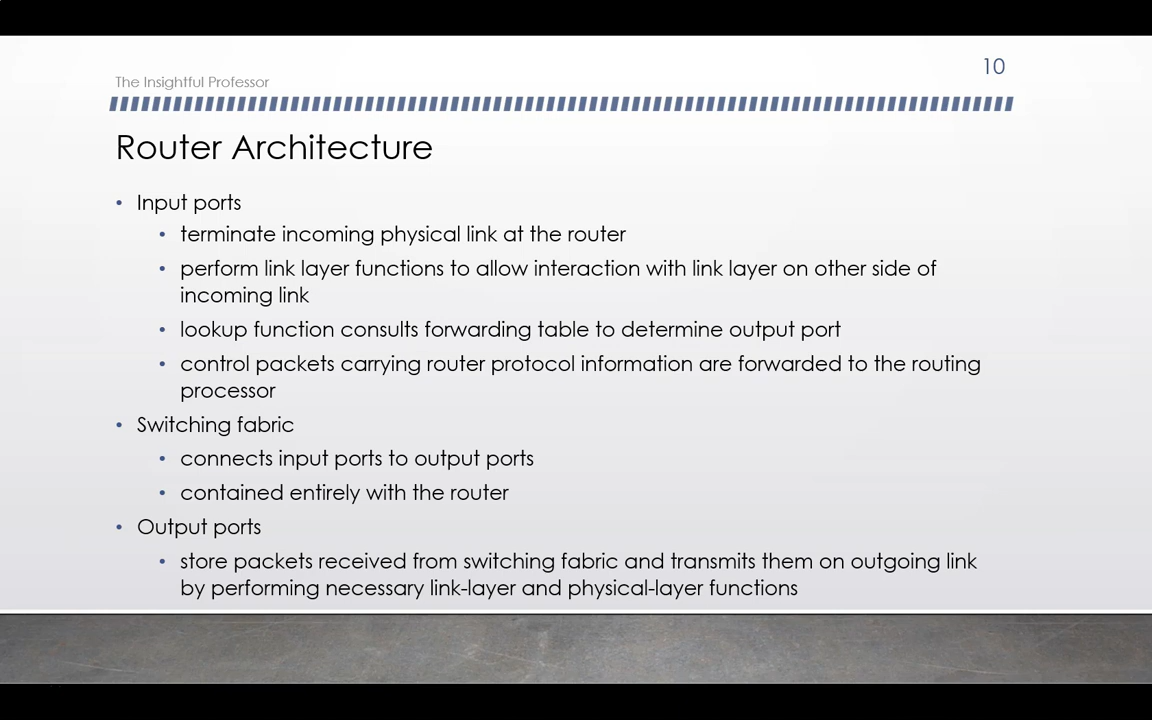 The Insightful Professor
10
Router Architecture
• Input ports
• terminate incoming physical link at the router
• perform link layer functions to allow interaction with link layer on other side of
incoming link
• lookup function consults forwarding table to determine output port
• control packets carrying router protocol information are forwarded to the routing
processor
• Switching fabric
• connects input ports to output ports
• contained entirely with the router
• Output ports
• store packets received from switching fabric and transmits them on outgoing link
by performing necessary link-layer and physical-layer functions